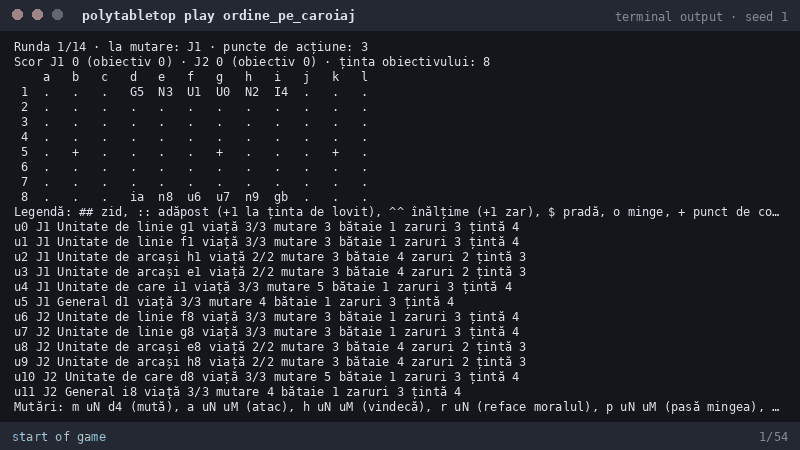 polytabletop play ordine_pe_caroiaj
terminal output · seed 1
Runda 1/14 · la mutare: J1 · puncte de acțiune: 3
Scor J1 0 (obiectiv 0) · J2 0 (obiectiv 0) · ținta obiectivului: 8
a b c d e f g h i j k l
1 . . . G5 N3 U1 U0 N2 I4 . . .
2 . . . . . . . . . . . .
3 . . . . . . . . . . . .
4 . . . . . . . . . . . .
5 . + . . . . + . . . + .
6 . . . . . . . . . . . .
7 . . . . . . . . . . . .
8 . . . ia n8 u6 u7 n9 gb . . .
Legendă: ## zid, :: adăpost (+1 la ținta de lovit), ^^ înălțime (+1 zar), $ pradă, o minge, + punct de co…
u0 J1 Unitate de linie g1 viață 3/3 mutare 3 bătaie 1 zaruri 3 țintă 4
u1 J1 Unitate de linie f1 viață 3/3 mutare 3 bătaie 1 zaruri 3 țintă 4
u2 J1 Unitate de arcași h1 viață 2/2 mutare 3 bătaie 4 zaruri 2 țintă 3
u3 J1 Unitate de arcași e1 viață 2/2 mutare 3 bătaie 4 zaruri 2 țintă 3
u4 J1 Unitate de care i1 viață 3/3 mutare 5 bătaie 1 zaruri 3 țintă 4
u5 J1 General d1 viață 3/3 mutare 4 bătaie 1 zaruri 3 țintă 4
u6 J2 Unitate de linie f8 viață 3/3 mutare 3 bătaie 1 zaruri 3 țintă 4
u7 J2 Unitate de linie g8 viață 3/3 mutare 3 bătaie 1 zaruri 3 țintă 4
u8 J2 Unitate de arcași e8 viață 2/2 mutare 3 bătaie 4 zaruri 2 țintă 3
u9 J2 Unitate de arcași h8 viață 2/2 mutare 3 bătaie 4 zaruri 2 țintă 3
u10 J2 Unitate de care d8 viață 3/3 mutare 5 bătaie 1 zaruri 3 țintă 4
u11 J2 General i8 viață 3/3 mutare 4 bătaie 1 zaruri 3 țintă 4
Mutări: m uN d4 (mută), a uN uM (atac), h uN uM (vindecă), r uN (reface moralul), p uN uM (pasă mingea), …
start of game
1/54